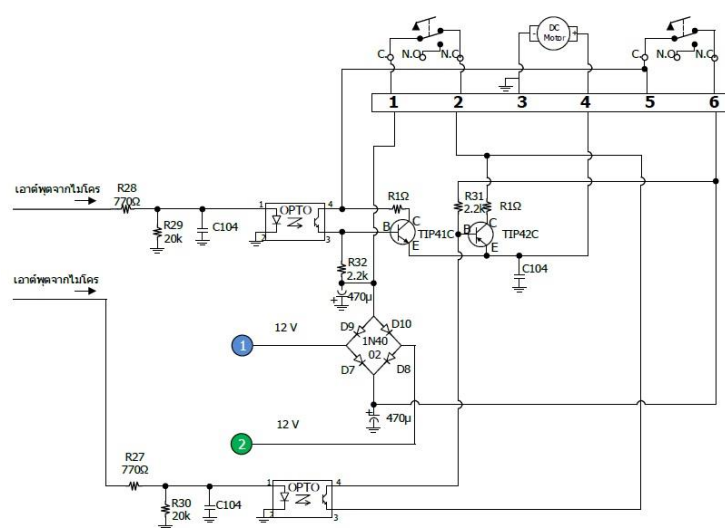 DC
Motor
- +
C. N.O N.C.
C. N.O N.C.
1 2 3 4 5 6
เอาต์พุตจากไมโคร
R28
770Ω
R29
20k
C104
1 4
OPTO
2 3
R1Ω
B C
E
TIP41C
R31
2.2k
R1Ω
B C
E
TIP42C
C104
R32
2.2k
+ 470µ
เอาต์พุตจากไมโคร
12 V
1
D9 D10
1N40
02
D7 D8
12 V
2
+ 470µ
R27
770Ω
R30
20k
C104
1 4
OPTO
2 3